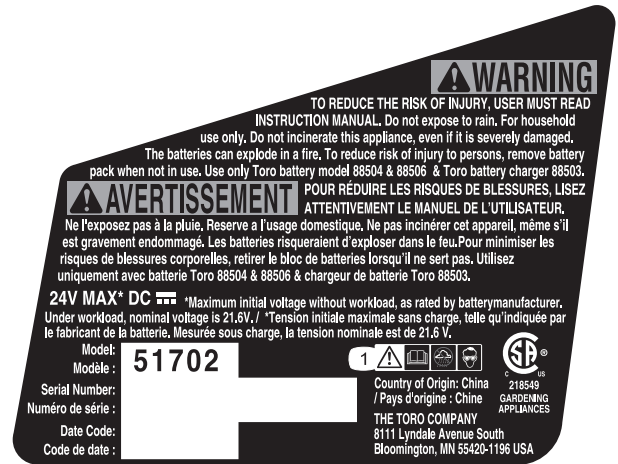 WARNING
TO REDUCE THE RISK OF INJURY, USER MUST READ
INSTRUCTION MANUAL. Do not expose to rain. For household
use only. Do not incinerate this appliance, even if it is severely damaged.
The batteries can explode in a fire. To reduce risk of injury to persons, remove battery
pack when not in use. Use only Toro battery model 88504 & 88506 & Toro battery charger 88503.
AVERTISSEMENT
POUR RÉDUIRE LES RISQUES DE BLESSURES, LISEZ
ATTENTIVEMENT LE MANUEL DE L'UTILISATEUR.
Ne l'exposez pas à la pluie. Reserve a l'usage domestique. Ne pas incinérer cet appareil, même s'il
est gravement endommagé. Les batteries risqueraient d'exploser dans le feu.Pour minimiser les
risques de blessures corporelles, retirer le bloc de batteries lorsqu'il ne sert pas. Utilisez
uniquement avec batterie Toro 88504 & 88506 & chargeur de batterie Toro 88503.
24V MAX* DC *Maximum initial voltage without workload, as rated by batterymanufacturer.
Under workload, nominal voltage is 21.6V. / *Tension initiale maximale sans charge, telle qu'indiquée par
le fabricant de la batterie. Mesurée sous charge, la tension nominale est de 21.6 V.
Model:
Modèle :
51702
Serial Number:
Numéro de série :
Date Code:
Code de date :
1
Country of Origin: China
/ Pays d'origine : Chine
THE TORO COMPANY
8111 Lyndale Avenue South
Bloomington, MN 55420-1196 USA
SA ®
C US
218549
GARDENING
APPLIANCES